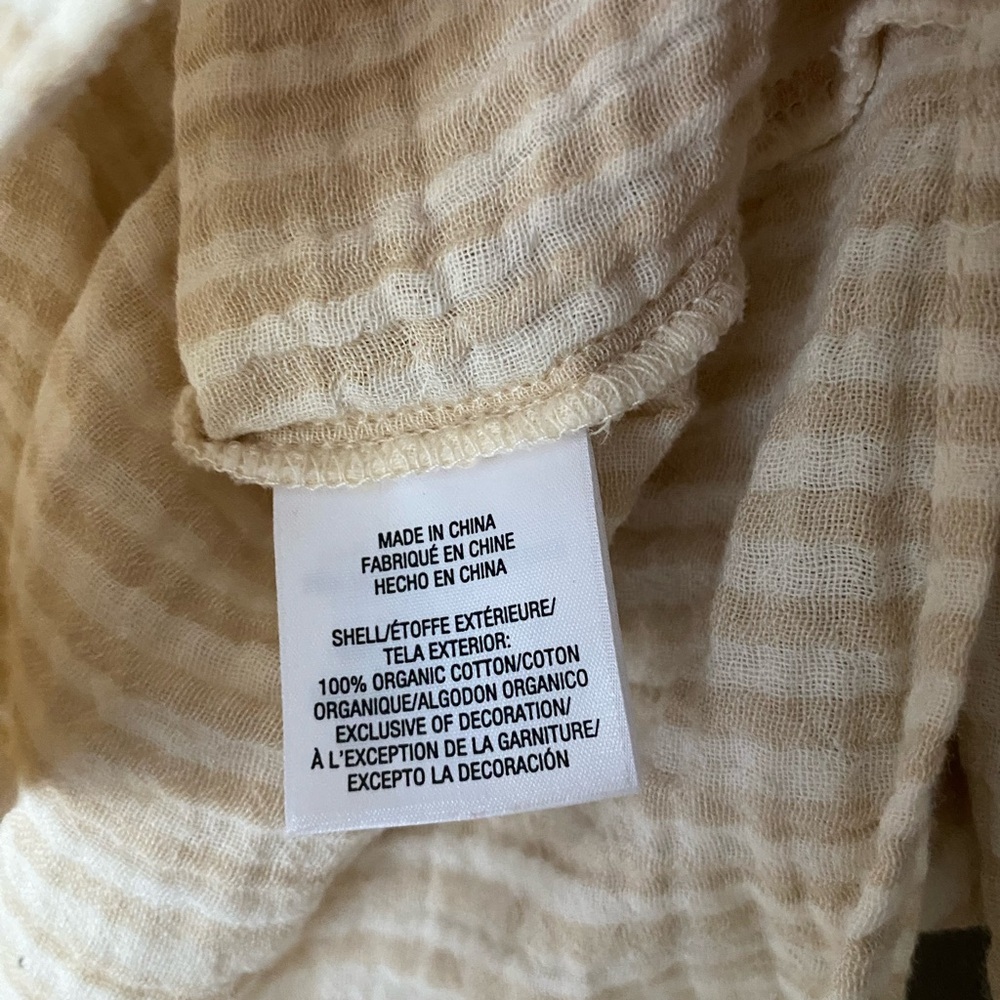 MADE IN CHINA
FABRIQUÉ EN CHINE
HECHO EN CHINA
SHELL/ÉTOFFE EXTÉRIEURE/
TELA EXTERIOR:
100% ORGANIC COTTON/COTON
ORGANIQUE/ALGODON ORGANICO
EXCLUSIVE OF DECORATION/
À L'EXCEPTION DE LA GARNITURE/
EXCEPTO LA DECORACIÓN